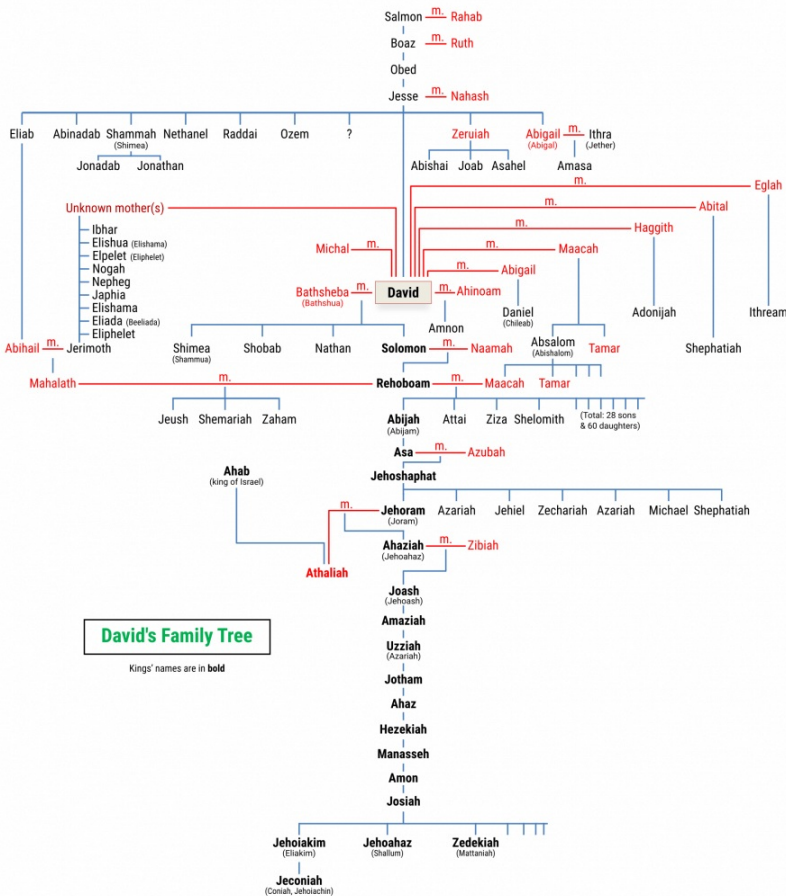 Salmon m. Rahab
Boaz m. Ruth
Obed
Jesse m. Nahash
Eliab Abinadab Shammah Nethanel Raddai Ozem ? Zeruiah Abigail m. Ithra
(Shimea) (Abigal) (Jether)
Jonadab Jonathan Abishai Joab Asahel Amasa
m. Eglah
Unknown mother(s) m. Abital
Ibhar m. Haggith
Elishua (Elishama)
Michal m. m. Maacah
Elpelet (Eliphelet)
Nogah m. Abigail
Nepheg
Bathsheba m. David m. Ahinoam
(Bathshua)
Japhia
Elishama
Daniel Adonijah Ithream
(Chileab)
Eliada (Beeliada)
Amnon
Eliphelet
Abihail m. Jerimoth
Shimea Shobab Nathan Solomon m. Naamah Absalom Tamar Shephatiah
(Shammua) (Abishalom)
Mahalath m. Rehoboam m. Maacah Tamar
Jeush Shemariah Zaham Abijah Attai Ziza Shelomith (Total: 28 sons
(Abijam) & 60 daughters)
Asa m. Azubah
Ahab
(king of Israel)
Jehoshaphat
m. Jehoram Azariah Jehiel Zechariah Azariah Michael Shephatiah
(Joram)
Ahaziah m. Zibiah
(Jehoahaz)
Athaliah
Joash
(Jehoash)
Amaziah
David's Family Tree
Uzziah
(Azariah)
Kings' names are in bold
Jotham
Ahaz
Hezekiah
Manasseh
Amon
Josiah
Jehoiakim Jehoahaz Zedekiah
(Eliakim) (Shallum) (Mattaniah)
Jeconiah
(Coniah, Jehoiachin)